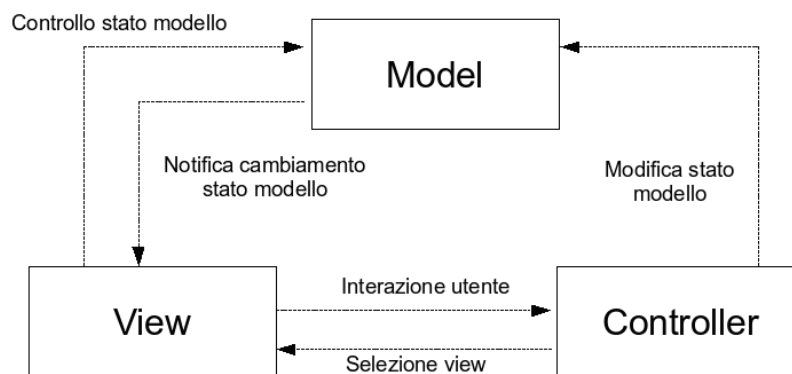 Controllo stato modello
Model
Notifica cambiamento
stato modello
Modifica stato
modello
Interazione utente
View
Controller
Selezione view